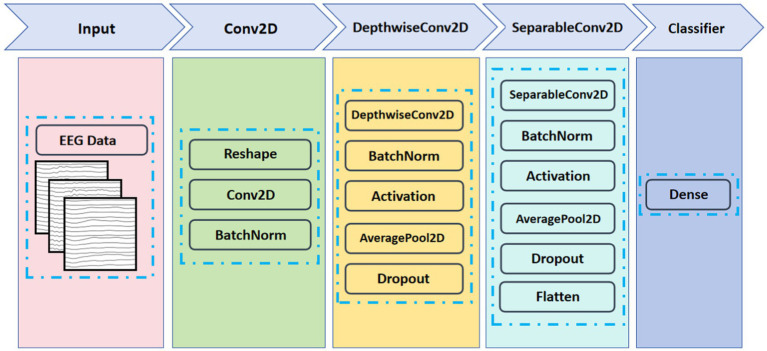 Input
Conv2D
DepthwiseConv2D
SeparableConv2D
Classifier
EEG Data
Reshape
Conv2D
BatchNorm
DepthwiseConv2D
BatchNorm
Activation
AveragePool2D
Dropout
SeparableConv2D
BatchNorm
Activation
AveragePool2D
Dropout
Flatten
Dense